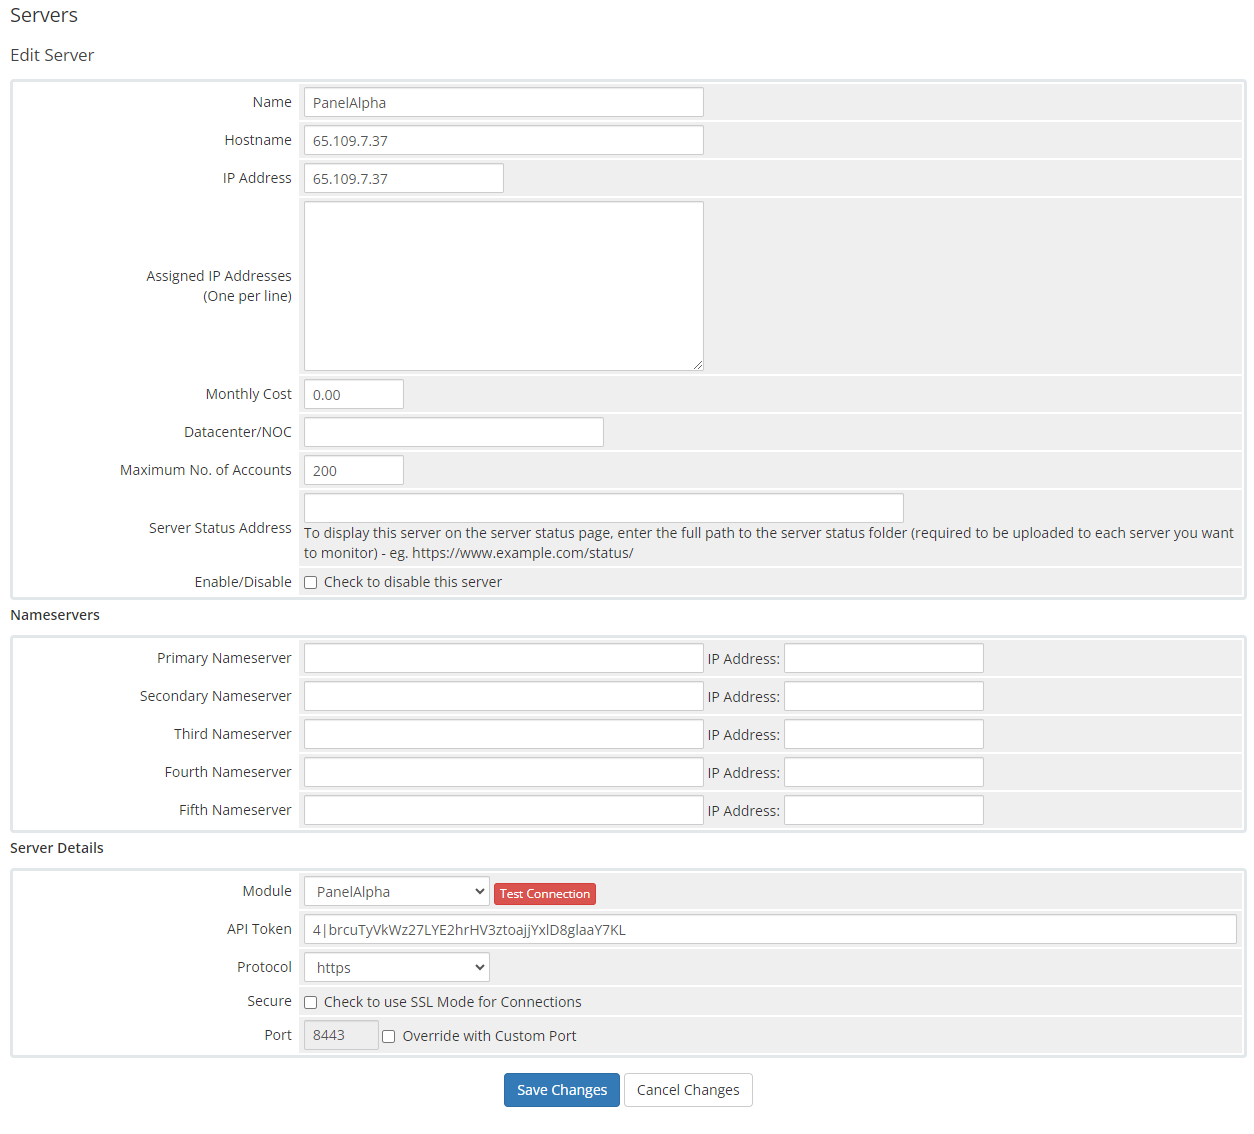 Servers
Edit Server
Name PanelAlpha
Hostname 65.109.7.37
IP Address 65.109.7.37
Assigned IP Addresses
(One per line)
Monthly Cost 0.00
Datacenter/NOC
Maximum No. of Accounts 200
Server Status Address
To display this server on the server status page, enter the full path to the server status folder (required to be uploaded to each server you want
to monitor) - eg. https://www.example.com/status/
Enable/Disable Check to disable this server
Nameservers
Primary Nameserver IP Address:
Secondary Nameserver IP Address:
Third Nameserver IP Address:
Fourth Nameserver IP Address:
Fifth Nameserver IP Address:
Server Details
Module PanelAlpha Test Connection
API Token 4|brcuTyVkWz27LYE2hrHV3ztoajjYxlD8glaaY7KL
Protocol https
Secure Check to use SSL Mode for Connections
Port 8443 Override with Custom Port
Save Changes Cancel Changes